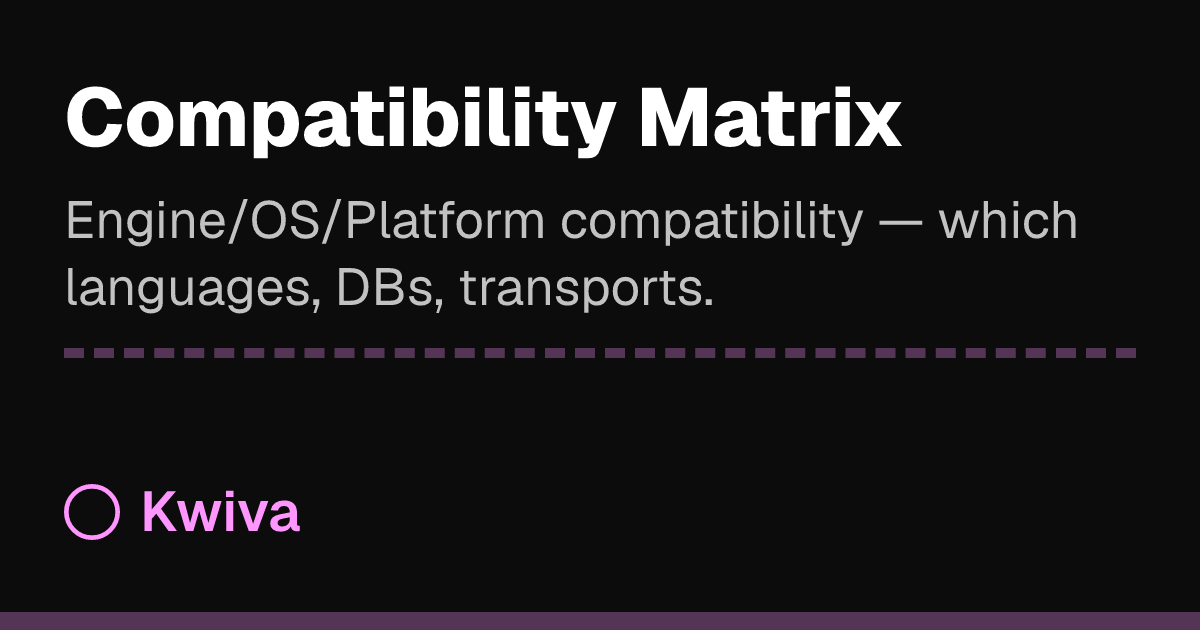 Compatibility Matrix
Engine/OS/Platform compatibility — which
languages, DBs, transports.
Kwiva